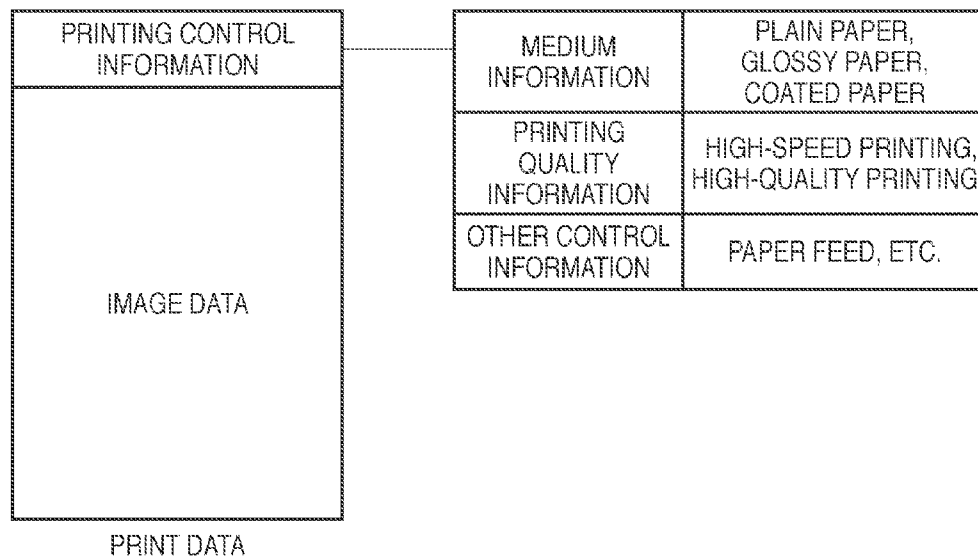 PRINTING CONTROL
INFORMATION
IMAGE DATA
PRINT DATA
MEDIUM
INFORMATION
PLAIN PAPER,
GLOSSY PAPER,
COATED PAPER
PRINTING
QUALITY
INFORMATION
HIGH-SPEED PRINTING,
HIGH-QUALITY PRINTING
OTHER CONTROL
INFORMATION
PAPER FEED, ETC.